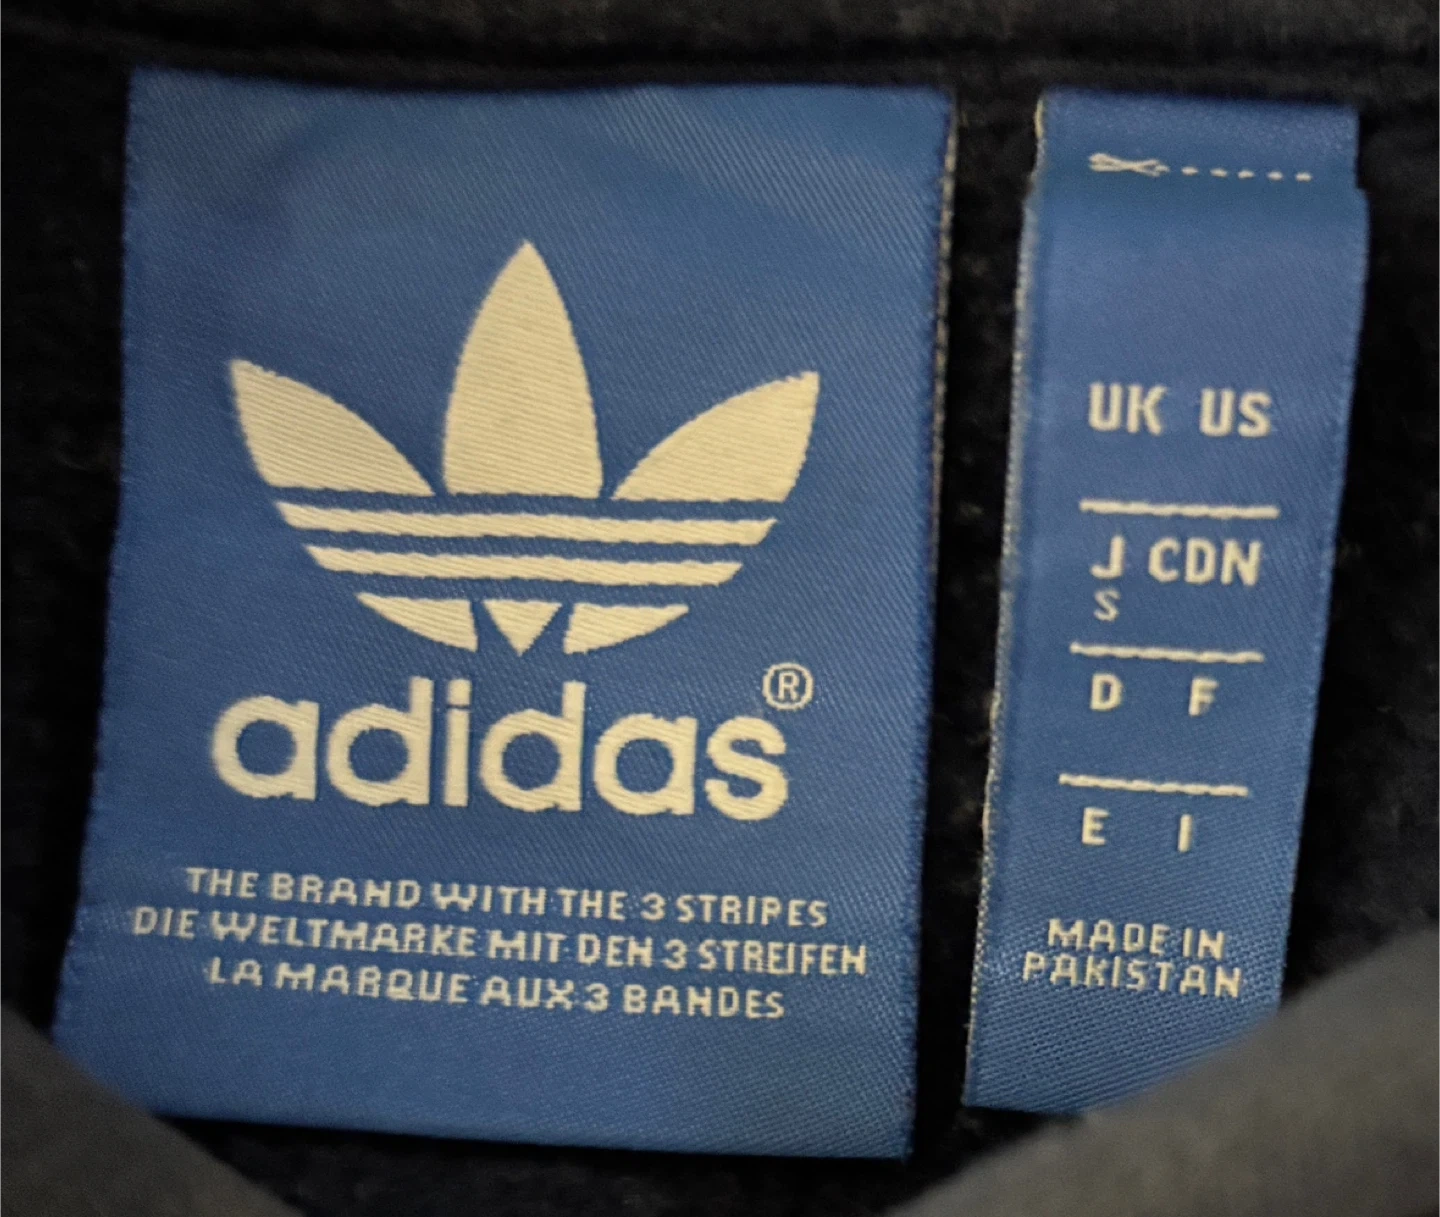 adidas®
THE BRAND WITH THE 3 STRIPES
DIE WELTMARKE MIT DEN 3 STREIFEN
LA MARQUE AUX 3 BANDES
UK US
J CDN
S
D F
E I
MADE IN
PAKISTAN